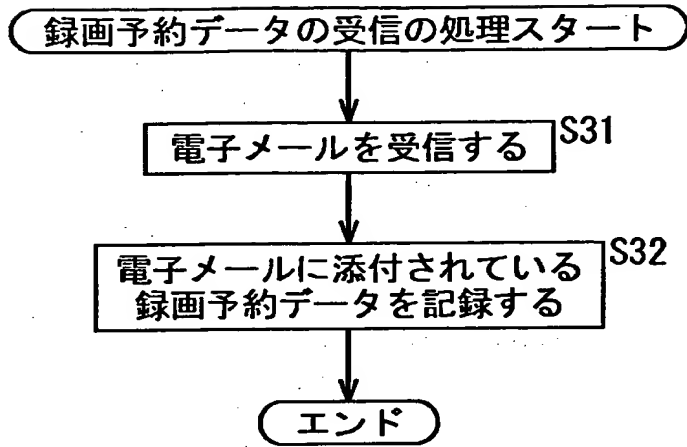 録画予約データの受信の処理スタート
電子メールを受信する
S31
電子メールに添付されている
録画予約データを記録する
S32
エンド